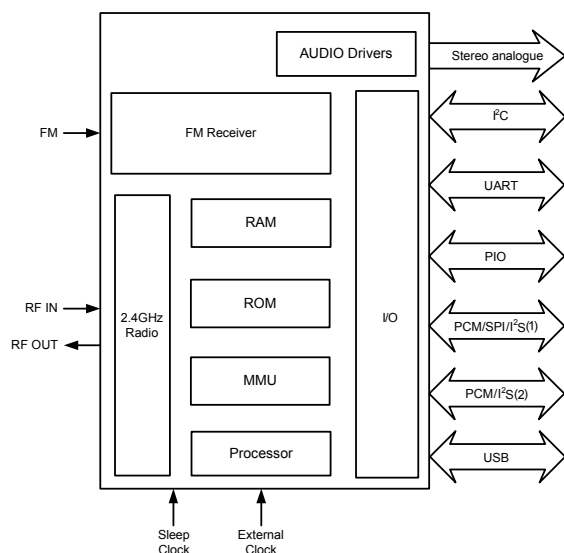 AUDIO Drivers
Stereo analogue
FM
FM Receiver
I²C
UART
RAM
PIO
RF IN
RF OUT
2.4GHz
Radio
ROM
I/O
PCM/SPI/I²S(1)
MMU
PCM/I²S(2)
Processor
USB
Sleep
Clock
External
Clock